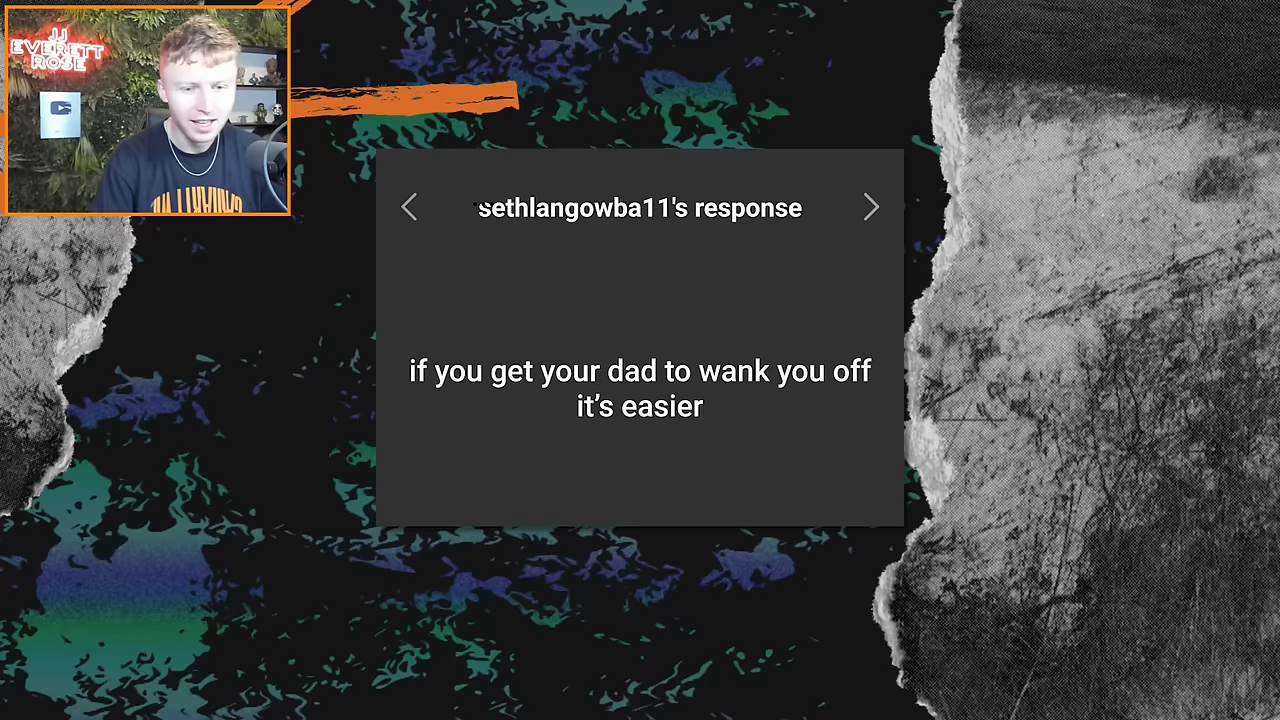 JJ
EVERETT
ROSE
sethlangowba11's response
if you get your dad to wank you off
it’s easier